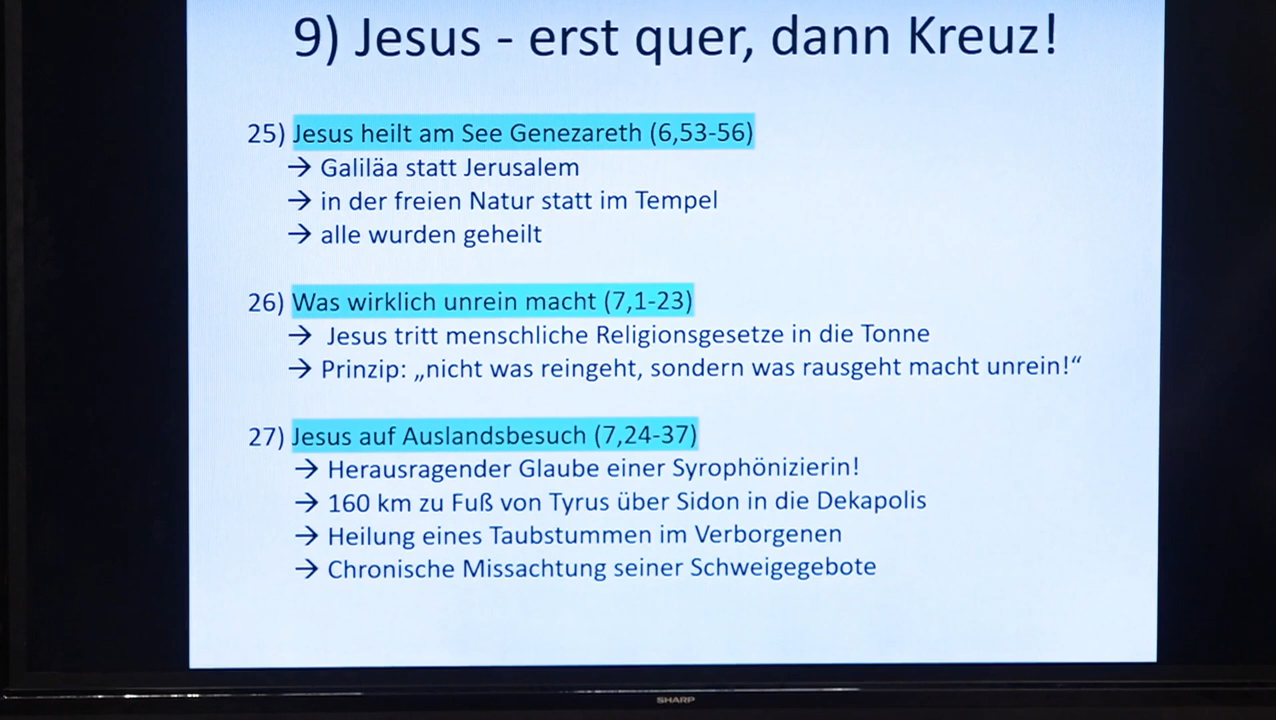 9) Jesus - erst quer, dann Kreuz!
25) Jesus heilt am See Genezareth (6,53-56)
→ Galiläa statt Jerusalem
→ in der freien Natur statt im Tempel
→ alle wurden geheilt
26) Was wirklich unrein macht (7,1-23)
→ Jesus tritt menschliche Religionsgesetze in die Tonne
→ Prinzip: „nicht was reingeht, sondern was rausgeht macht unrein!“
27) Jesus auf Auslandsbesuch (7,24-37)
→ Herausragender Glaube einer Syrophönizierin!
→ 160 km zu Fuß von Tyrus über Sidon in die Dekapolis
→ Heilung eines Taubstummen im Verborgenen
→ Chronische Missachtung seiner Schweigegebote
SHARP